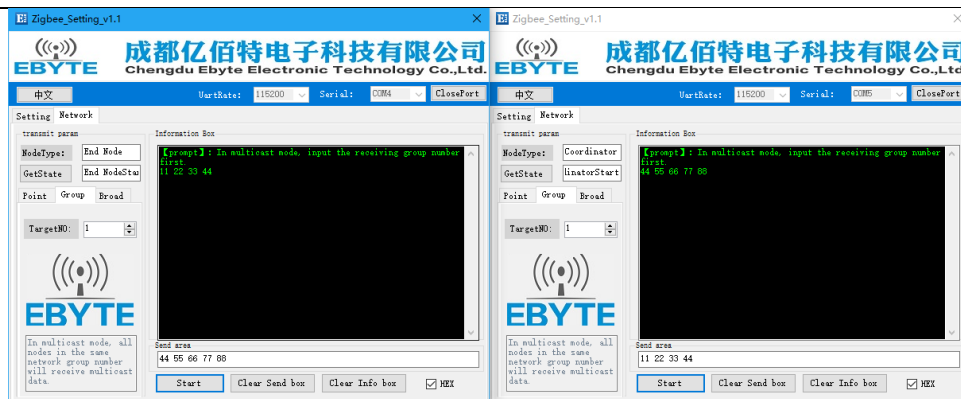 Zigbee_Setting_v1.1
EBYTE
成都亿佰特电子科技有限公司
Chengdu Ebyte Electronic Technology Co.,Ltd.
中文
UartRate:
115200
Serial:
COM4
ClosePort
Setting
Network
transmit param
NodeType:
End Node
GetState
End NodeStar
Point
Group
Broad
TargetNO:
1
EBYTE
In multicast mode, all
nodes in the same
network group number
will receive multicast
data.
Information Box
【prompt】: In multicast mode, input the receiving group number
first.
11 22 33 44
Send area
44 55 66 77 88
Start
Clear Send box
Clear Info box
HEX
Zigbee_Setting_v1.1
EBYTE
成都亿佰特电子科技有限公司
Chengdu Ebyte Electronic Technology Co.,Ltd
中文
UartRate:
115200
Serial:
COM5
ClosePort
Setting
Network
transmit param
NodeType:
Coordinator
GetState
linatorStart
Point
Group
Broad
TargetNO:
1
EBYTE
In multicast mode, all
nodes in the same
network group number
will receive multicast
data.
Information Box
【prompt】: In multicast mode, input the receiving group number
first.
44 55 66 77 88
Send area
11 22 33 44
Start
Clear Send box
Clear Info box
HEX